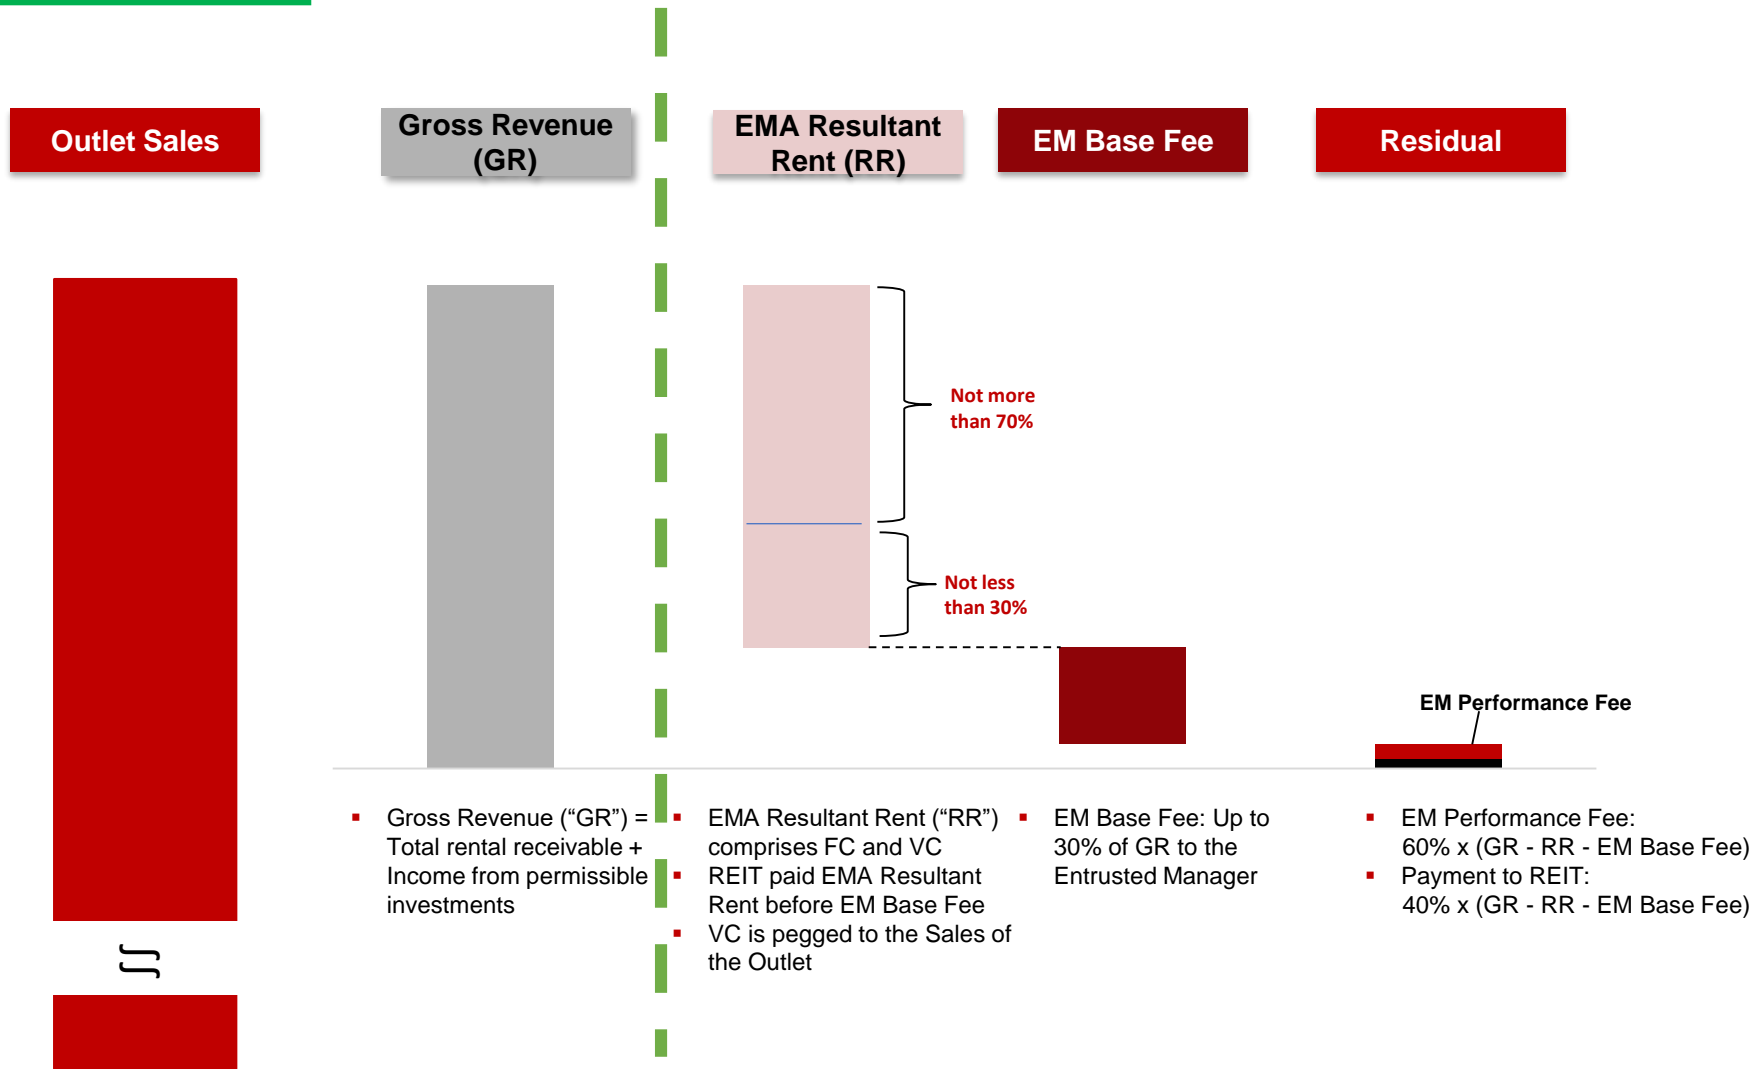 Outlet Sales
Gross Revenue
(GR)
EMA Resultant
Rent (RR)
EM Base Fee
Residual
Not more
than 70%
Not less
than 30%
EM Performance Fee
▪ Gross Revenue (“GR”) =
Total rental receivable +
Income from permissible
investments
▪ EMA Resultant Rent (“RR”)
comprises FC and VC
▪ REIT paid EMA Resultant
Rent before EM Base Fee
▪ VC is pegged to the Sales of
the Outlet
▪ EM Base Fee: Up to
30% of GR to the
Entrusted Manager
▪ EM Performance Fee:
60% x (GR - RR - EM Base Fee)
▪ Payment to REIT:
40% x (GR - RR - EM Base Fee)